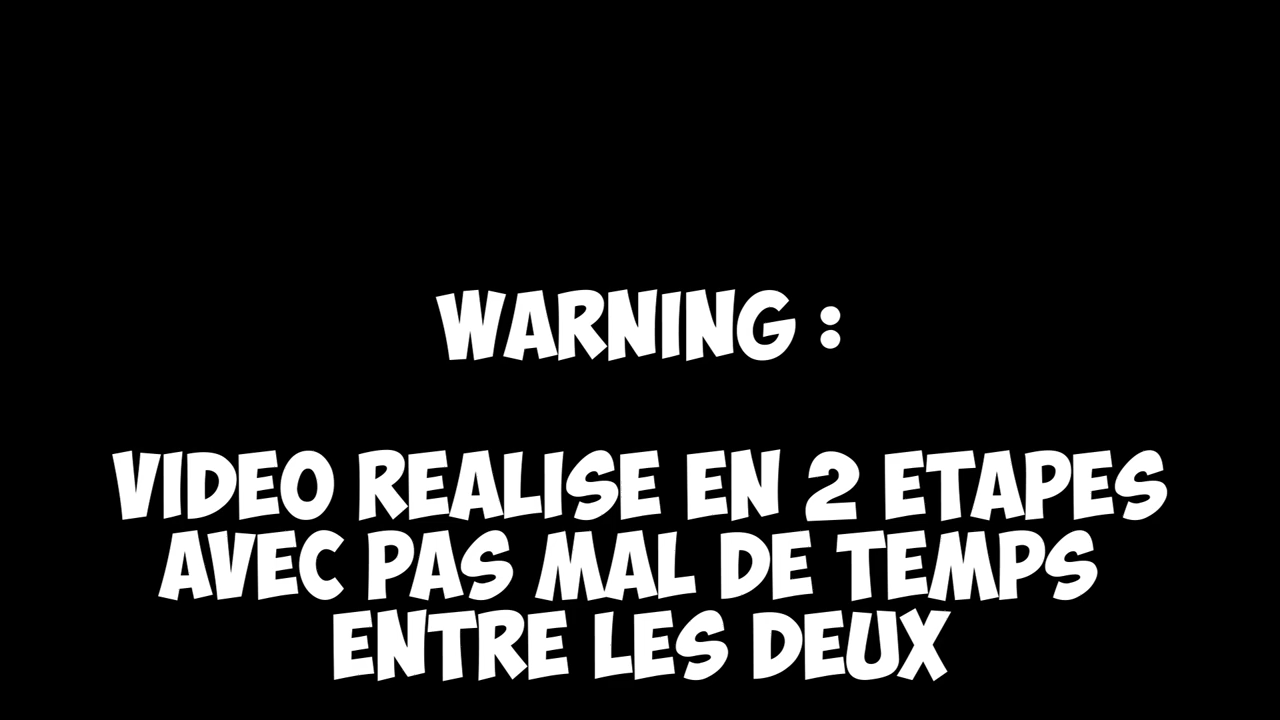 WARNING :
VIDEO REALISE EN 2 ETAPES
AVEC PAS MAL DE TEMPS
ENTRE LES DEUX